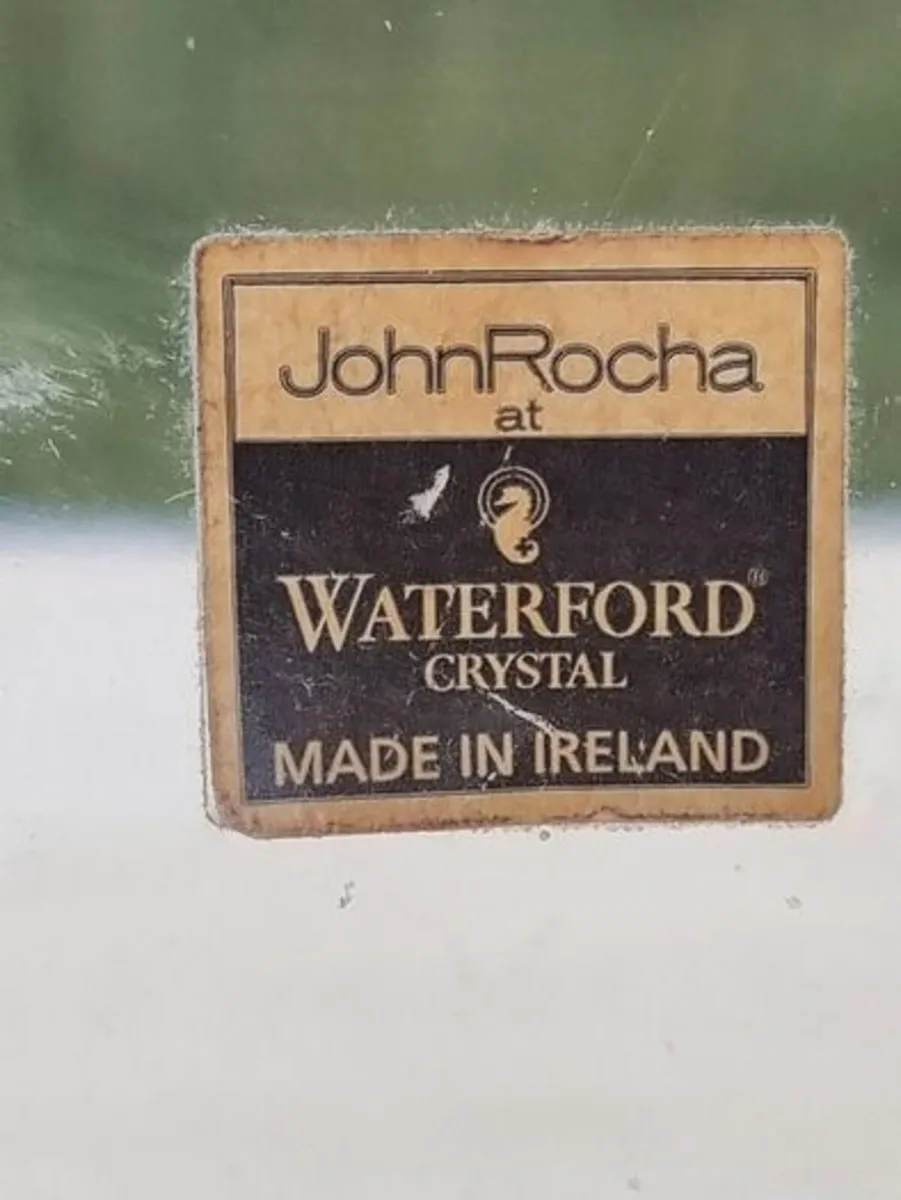 JohnRocha
at
WATERFORD®
CRYSTAL
MADE IN IRELAND